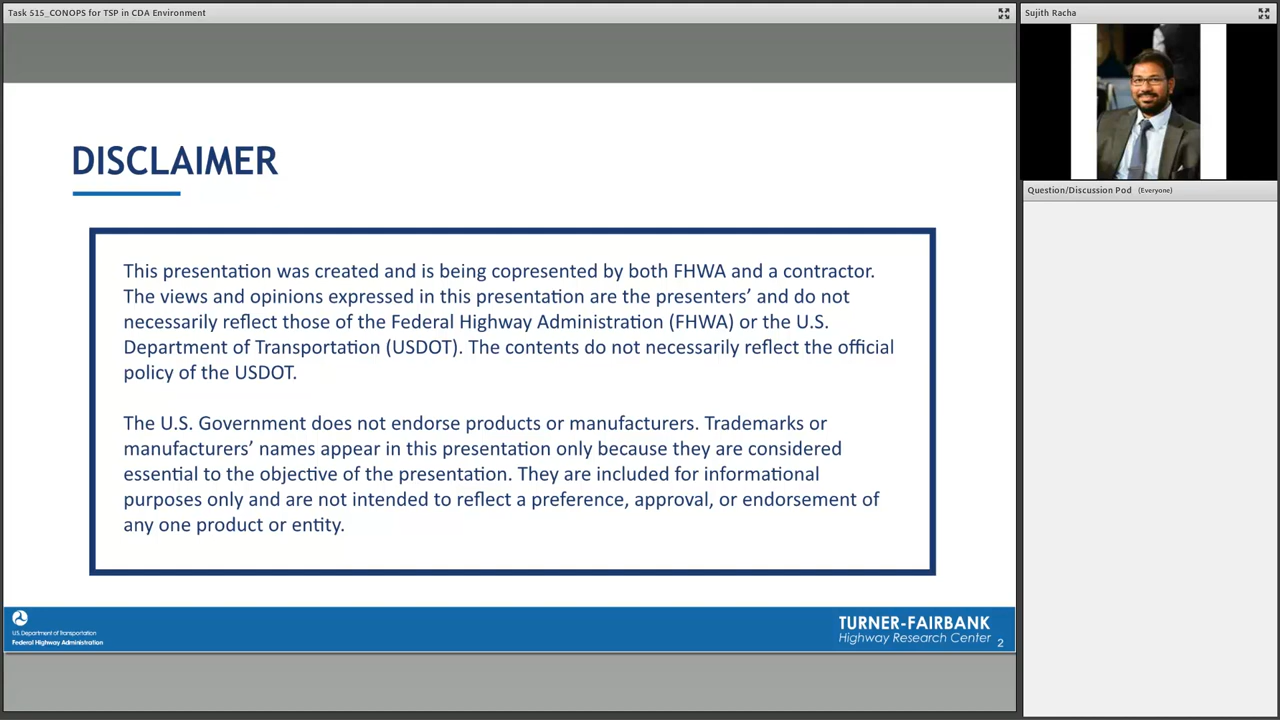 Task 515_CONOPS for TSP in CDA Environment
Sujith Racha
Question/Discussion Pod (Everyone)
DISCLAIMER
This presentation was created and is being copresented by both FHWA and a contractor.
The views and opinions expressed in this presentation are the presenters’ and do not
necessarily reflect those of the Federal Highway Administration (FHWA) or the U.S.
Department of Transportation (USDOT). The contents do not necessarily reflect the official
policy of the USDOT.
The U.S. Government does not endorse products or manufacturers. Trademarks or
manufacturers’ names appear in this presentation only because they are considered
essential to the objective of the presentation. They are included for informational
purposes only and are not intended to reflect a preference, approval, or endorsement of
any one product or entity.
U.S. Department of Transportation
Federal Highway Administration
TURNER-FAIRBANK
Highway Research Center
2